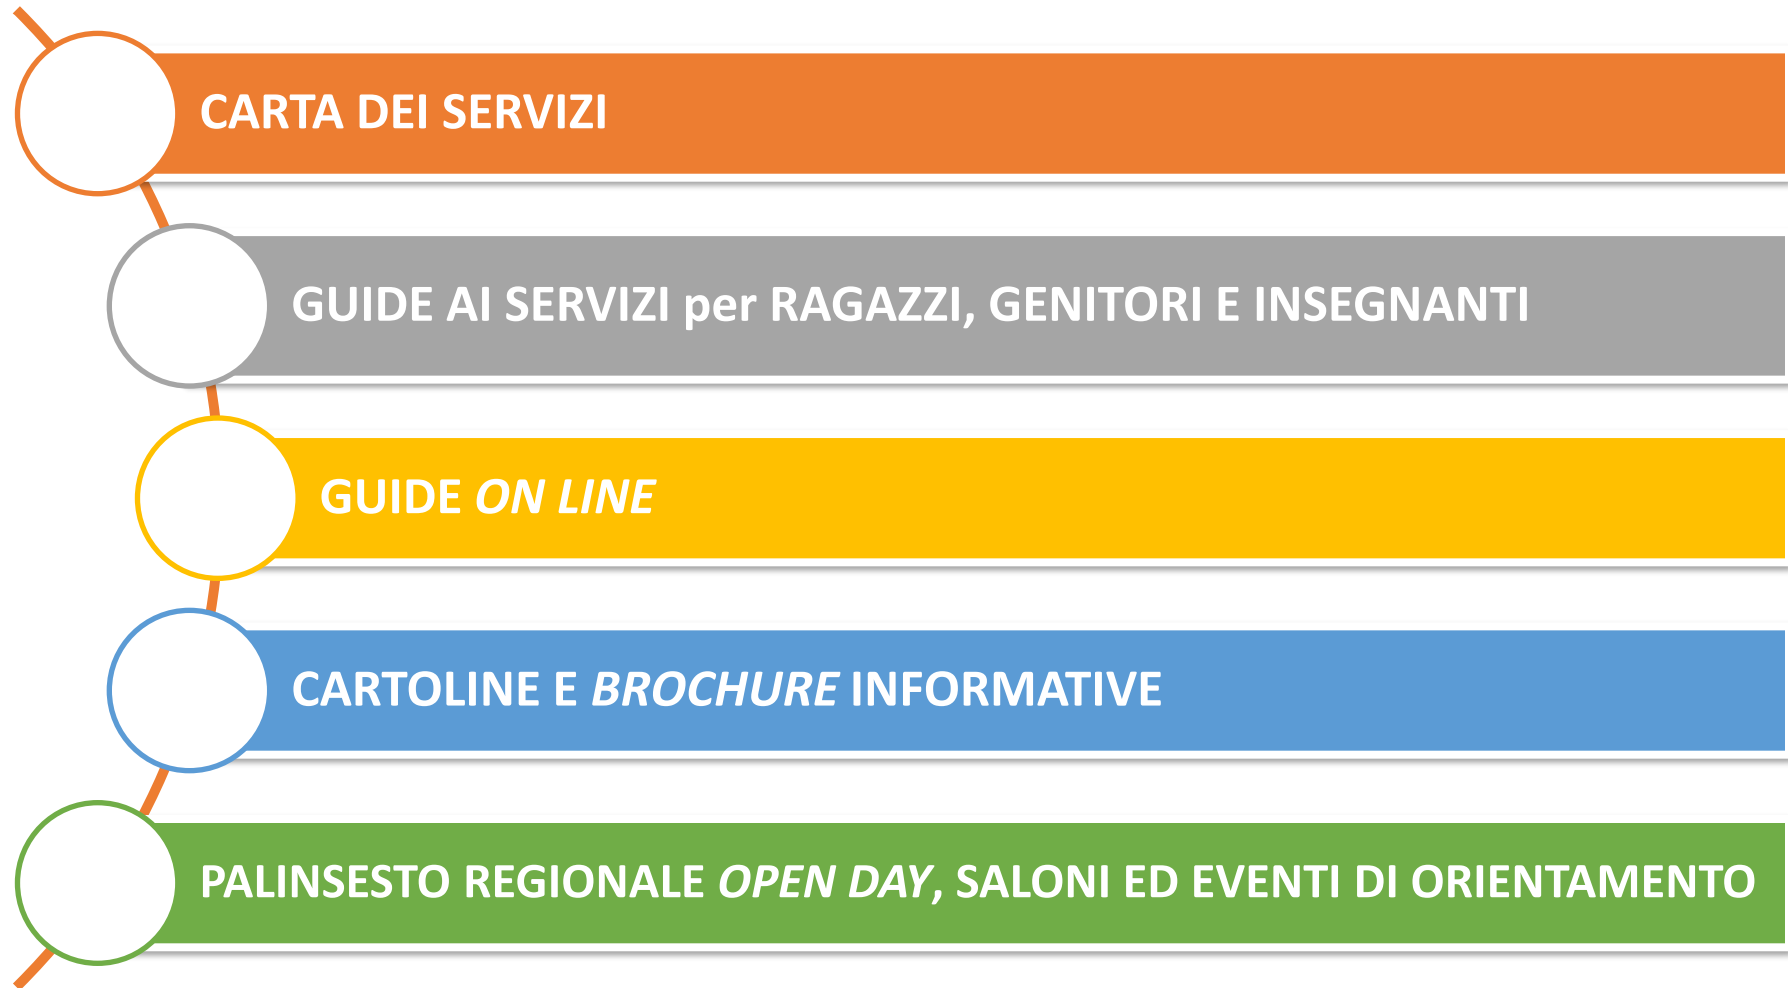 CARTA DEI SERVIZI
GUIDE AI SERVIZI per RAGAZZI, GENITORI E INSEGNANTI
GUIDE ON LINE
CARTOLINE E BROCHURE INFORMATIVE
PALINSESTO REGIONALE OPEN DAY, SALONI ED EVENTI DI ORIENTAMENTO